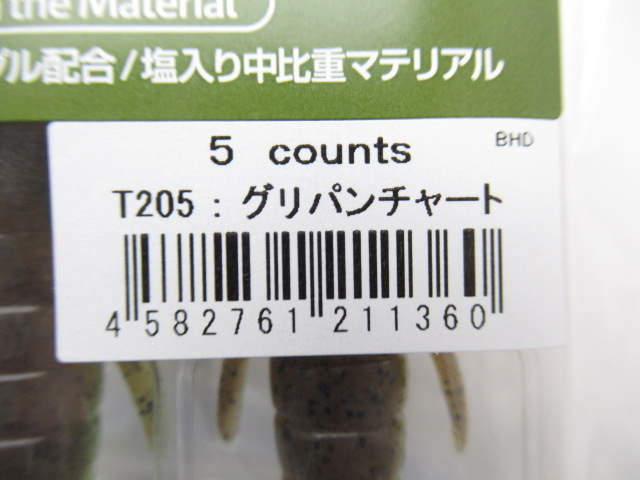 the Material
配合/塩入り中比重マテリアル
5 counts
BHD
T205 : グリパンチャート
4 582761 211360